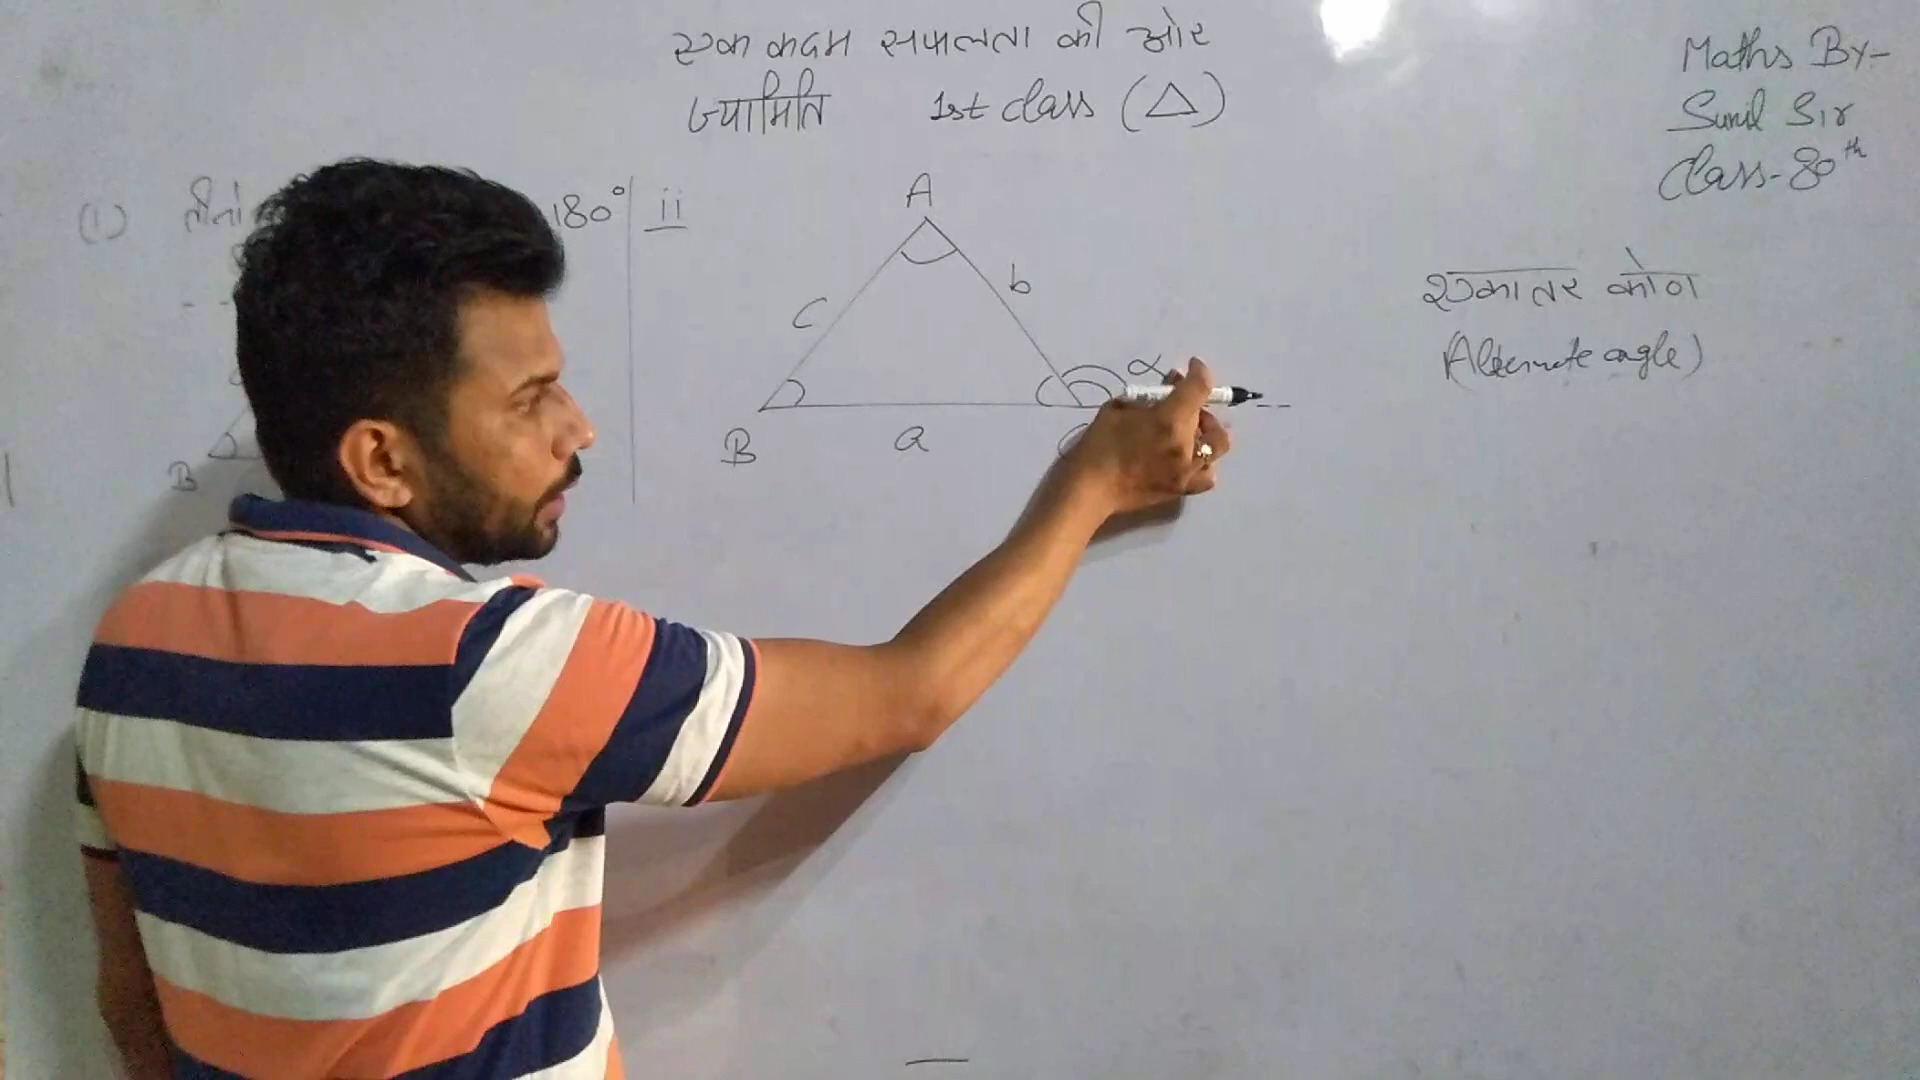 एक कदम सफलता की ओर
ज्यामिति 1st class (△)
Maths By-
Sunil Sir
Class-80th
(1) तीनो 180° ii
A
c
b
α
B
a
B
एकान्तर कोण
(Alternate angle)